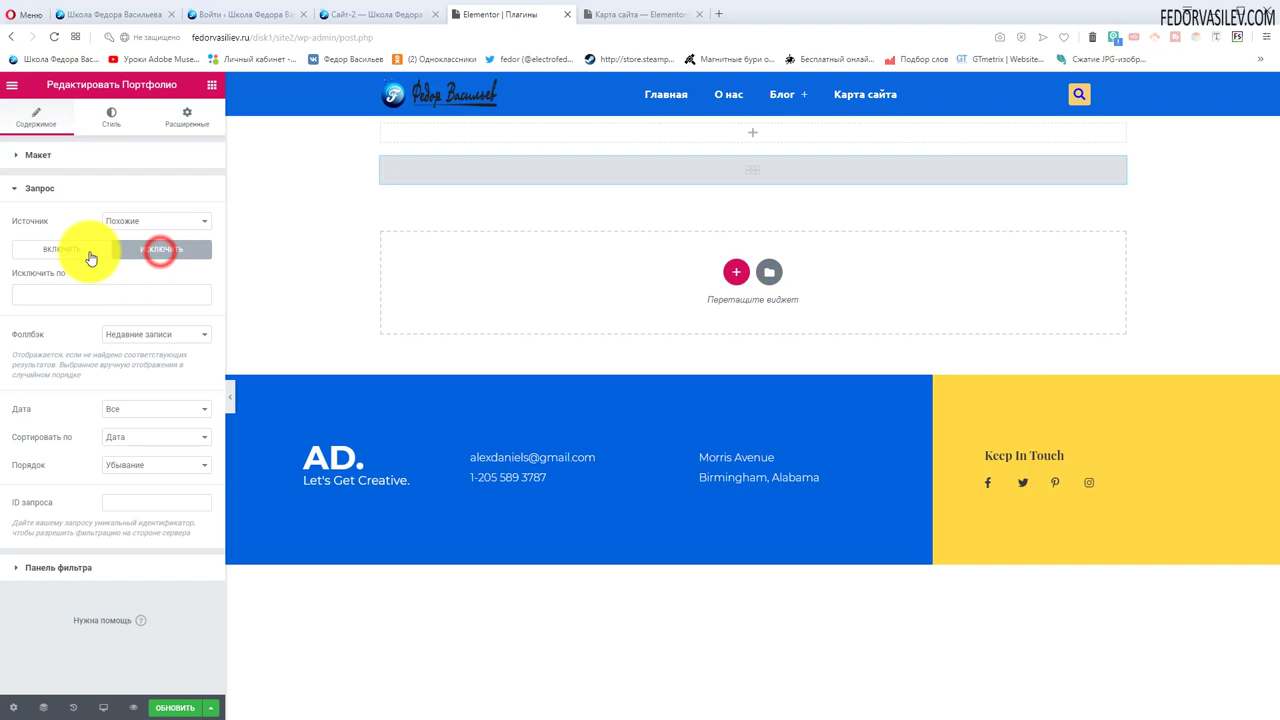 FEDORVASILEV.COM
Меню
Школа Федора Васильева
Войти ‹ Школа Федора Ва
Сайт-2 — Школа Федора
Elementor | Плагины
Карта сайта — Elementor
Не защищено
fedorvasiliev.ru/disk1/site2/wp-admin/post.php
Школа Федора Вас...
Уроки Adobe Muse...
Личный кабинет -...
Федор Васильев
(2) Одноклассники
fedor (@electrofed...
http://store.steamp...
Магнитные бури о...
Бесплатный онлай...
Подбор слов
GTmetrix | Website...
Сжатие JPG-изобр...
Редактировать Портфолио
Содержимое
Стиль
Расширенные
Макет
Запрос
Источник
Похожие
ВКЛЮЧИТЬ
ИСКЛЮЧИТЬ
Исключить по
Фоллбэк
Недавние записи
Отображается, если не найдено соответствующих
результатов. Выбранное вручную отображения в
случайном порядке
Дата
Все
Сортировать по
Дата
Порядок
Убывание
ID запроса
Дайте вашему запросу уникальный идентификатор,
чтобы разрешить фильтрацию на стороне сервера
Панель фильтра
Нужна помощь
ОБНОВИТЬ
Федор Васильев
Главная
О нас
Блог +
Карта сайта
Перетащите виджет
AD.
Let's Get Creative.
alexdaniels@gmail.com
1-205 589 3787
Morris Avenue
Birmingham, Alabama
Keep In Touch